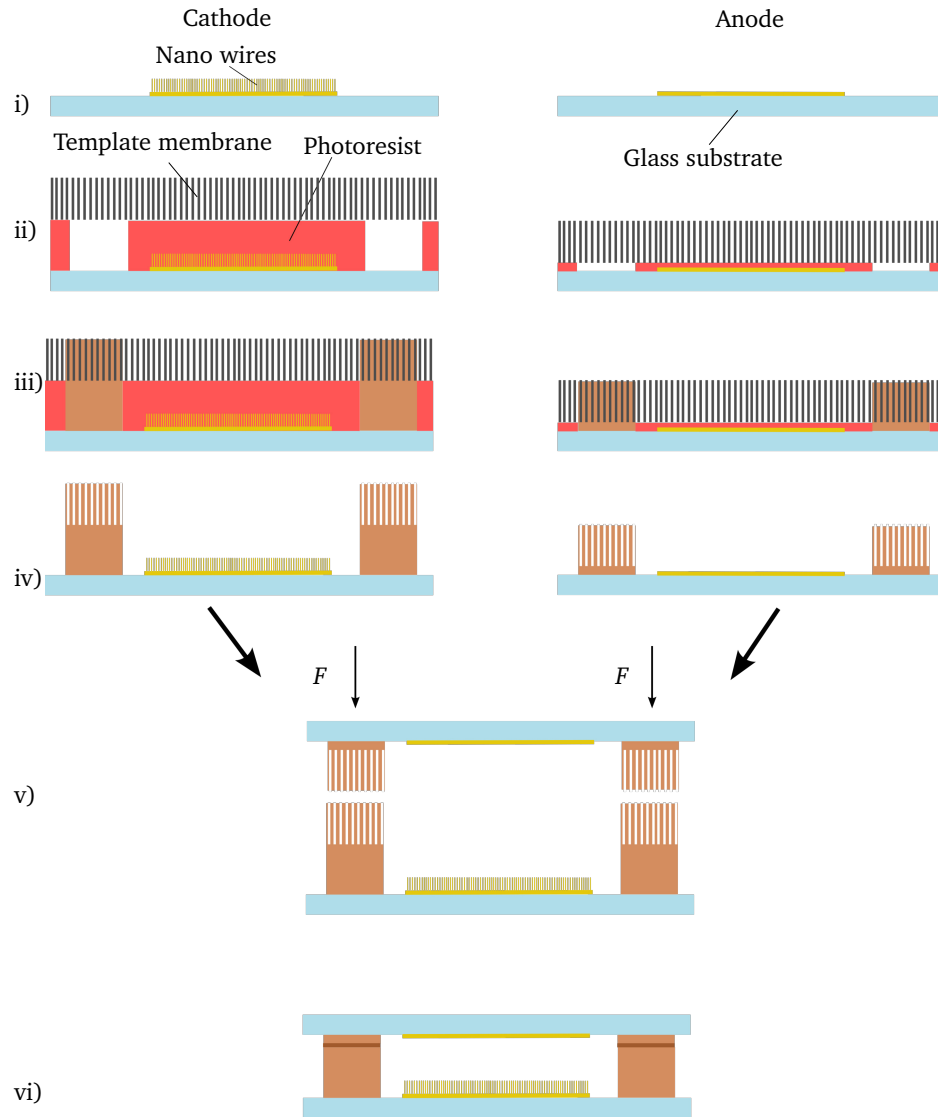 Cathode
Anode
Nano wires
i)
Template membrane
Photoresist
Glass substrate
ii)
iii)
iv)
F
F
v)
vi)